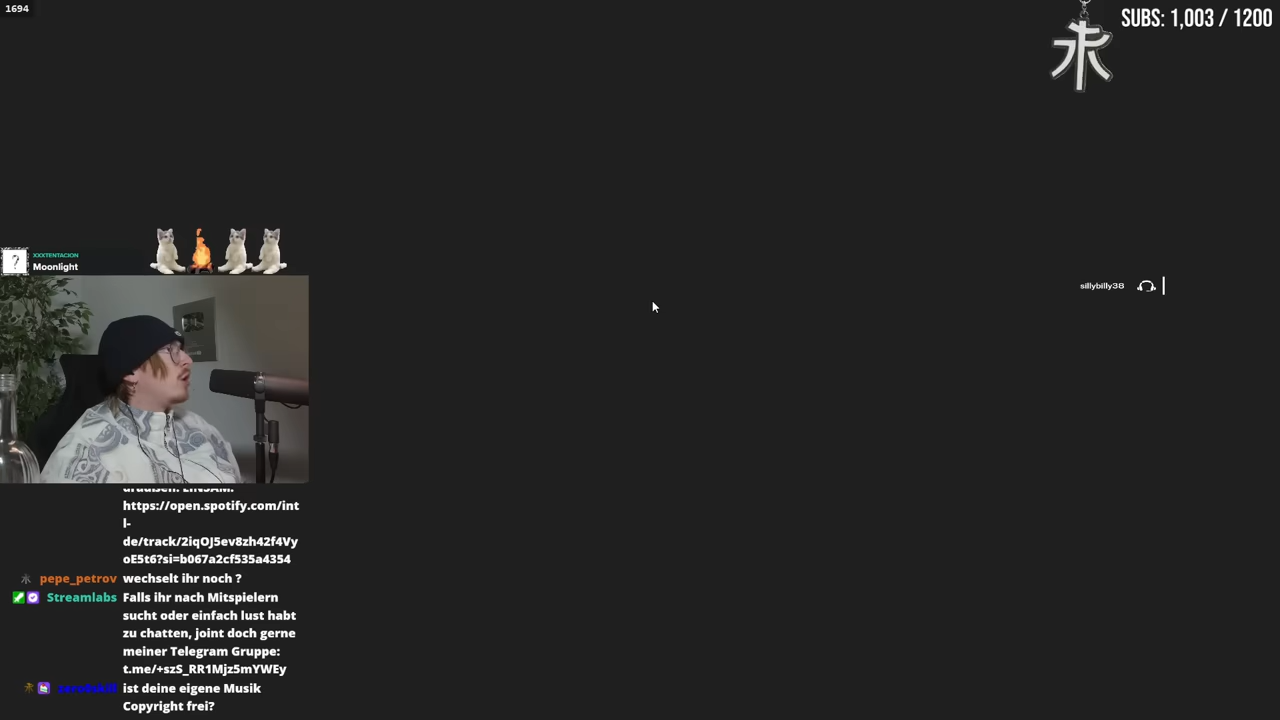 1694
SUBS: 1,003 / 1200
XXXTENTACION
Moonlight
sillybilly38
https://open.spotify.com/int
l-
de/track/2iqOJ5ev8zh42f4Vy
oE5t6?si=b067a2cf535a4354
pepe_petrov wechselt ihr noch ?
Streamlabs Falls ihr nach Mitspielern
sucht oder einfach lust habt
zu chatten, joint doch gerne
meiner Telegram Gruppe:
t.me/+szS_RR1Mjz5mYWEy
ist deine eigene Musik
Copyright frei?